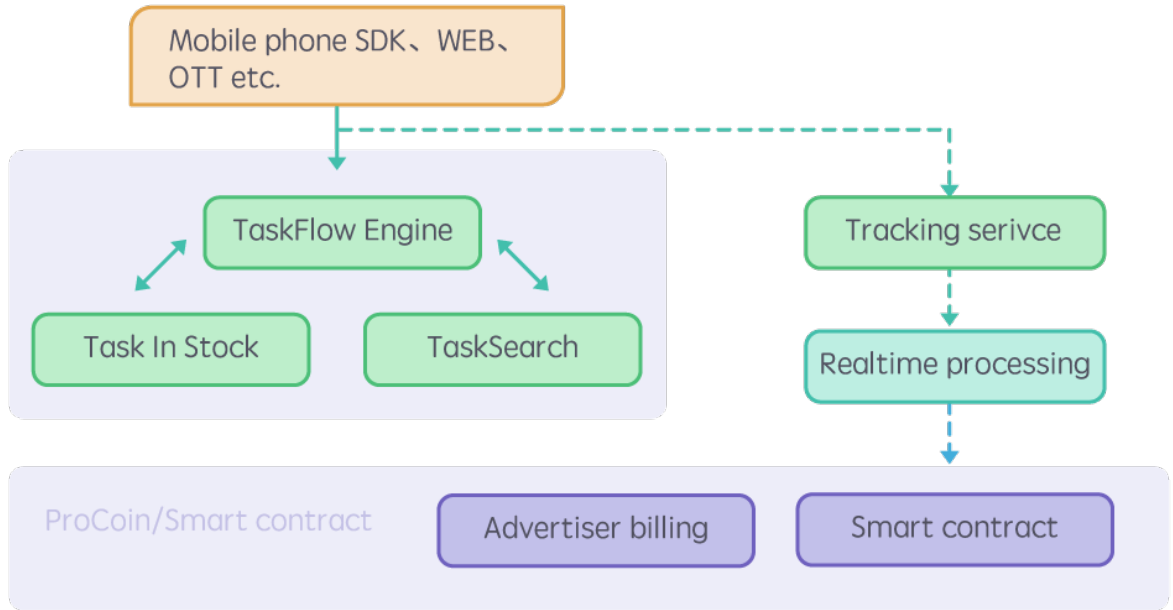 Mobile phone SDK、WEB、
OTT etc.
TaskFlow Engine
Tracking serivce
Task In Stock
TaskSearch
Realtime processing
ProCoin/Smart contract
Advertiser billing
Smart contract